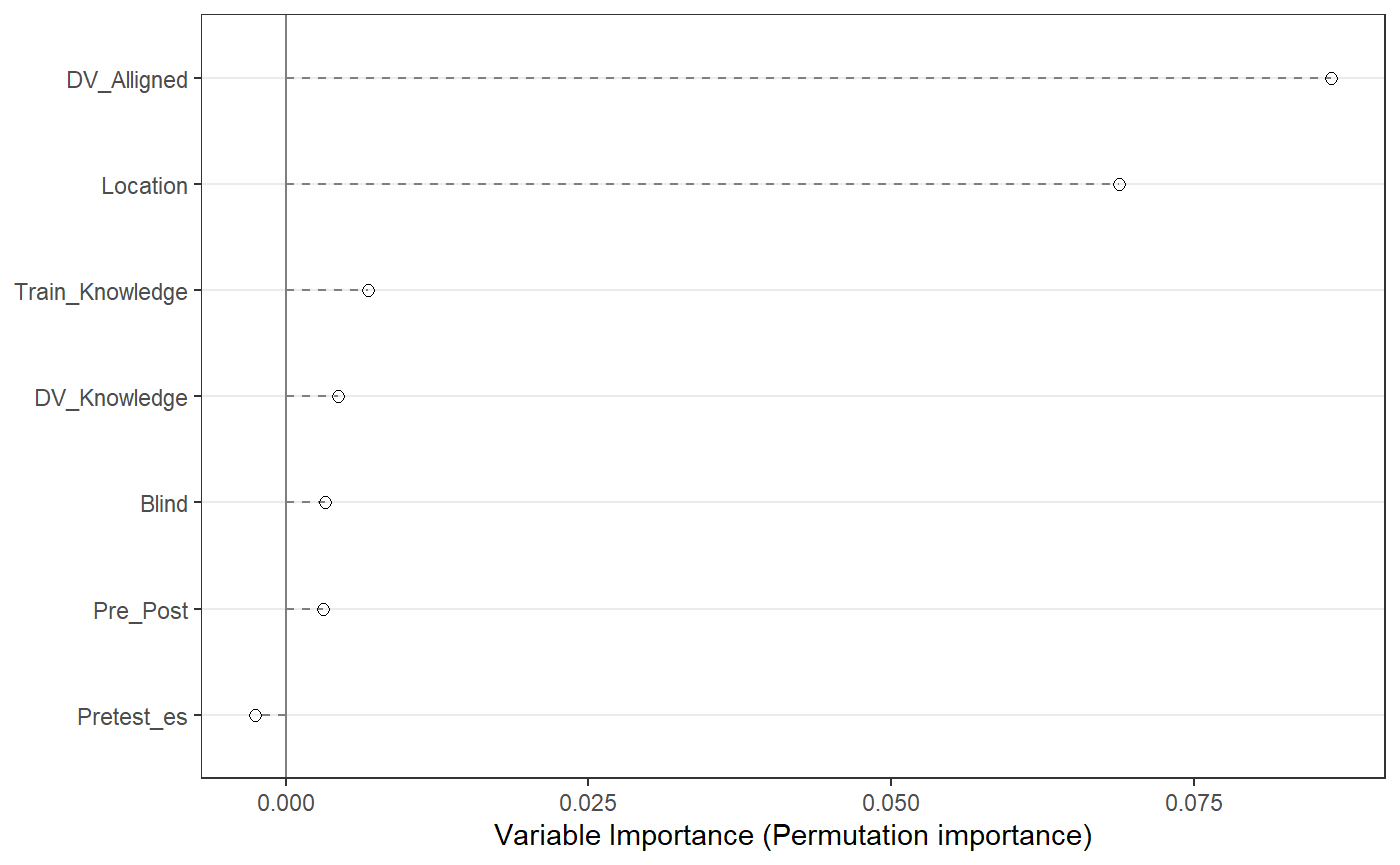 DV_Alligned
Location
Train_Knowledge
DV_Knowledge
Blind
Pre_Post
Pretest_es
0.000 0.025 0.050 0.075
Variable Importance (Permutation importance)